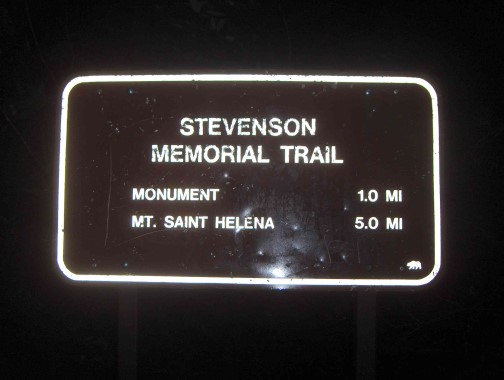 STEVENSON
MEMORIAL TRAIL
MONUMENT 1.0 MI
MT. SAINT HELENA 5.0 MI